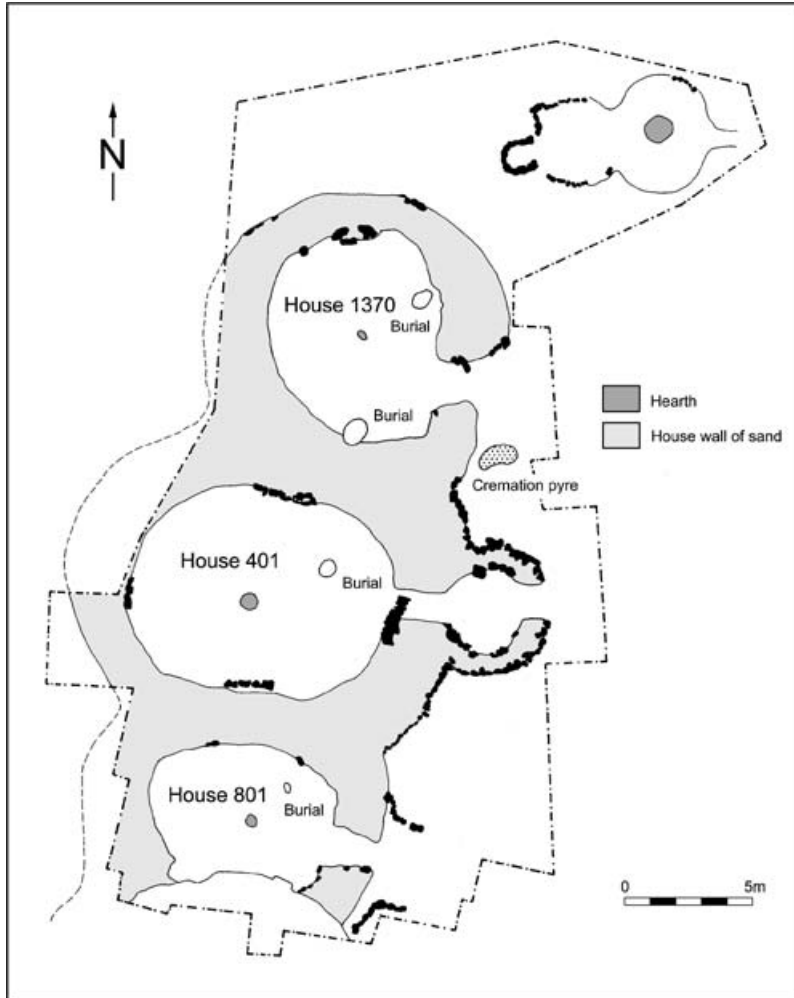 N
House 1370
Burial
Burial
Hearth
House wall of sand
Cremation pyre
House 401
Burial
House 801
Burial
0 5m